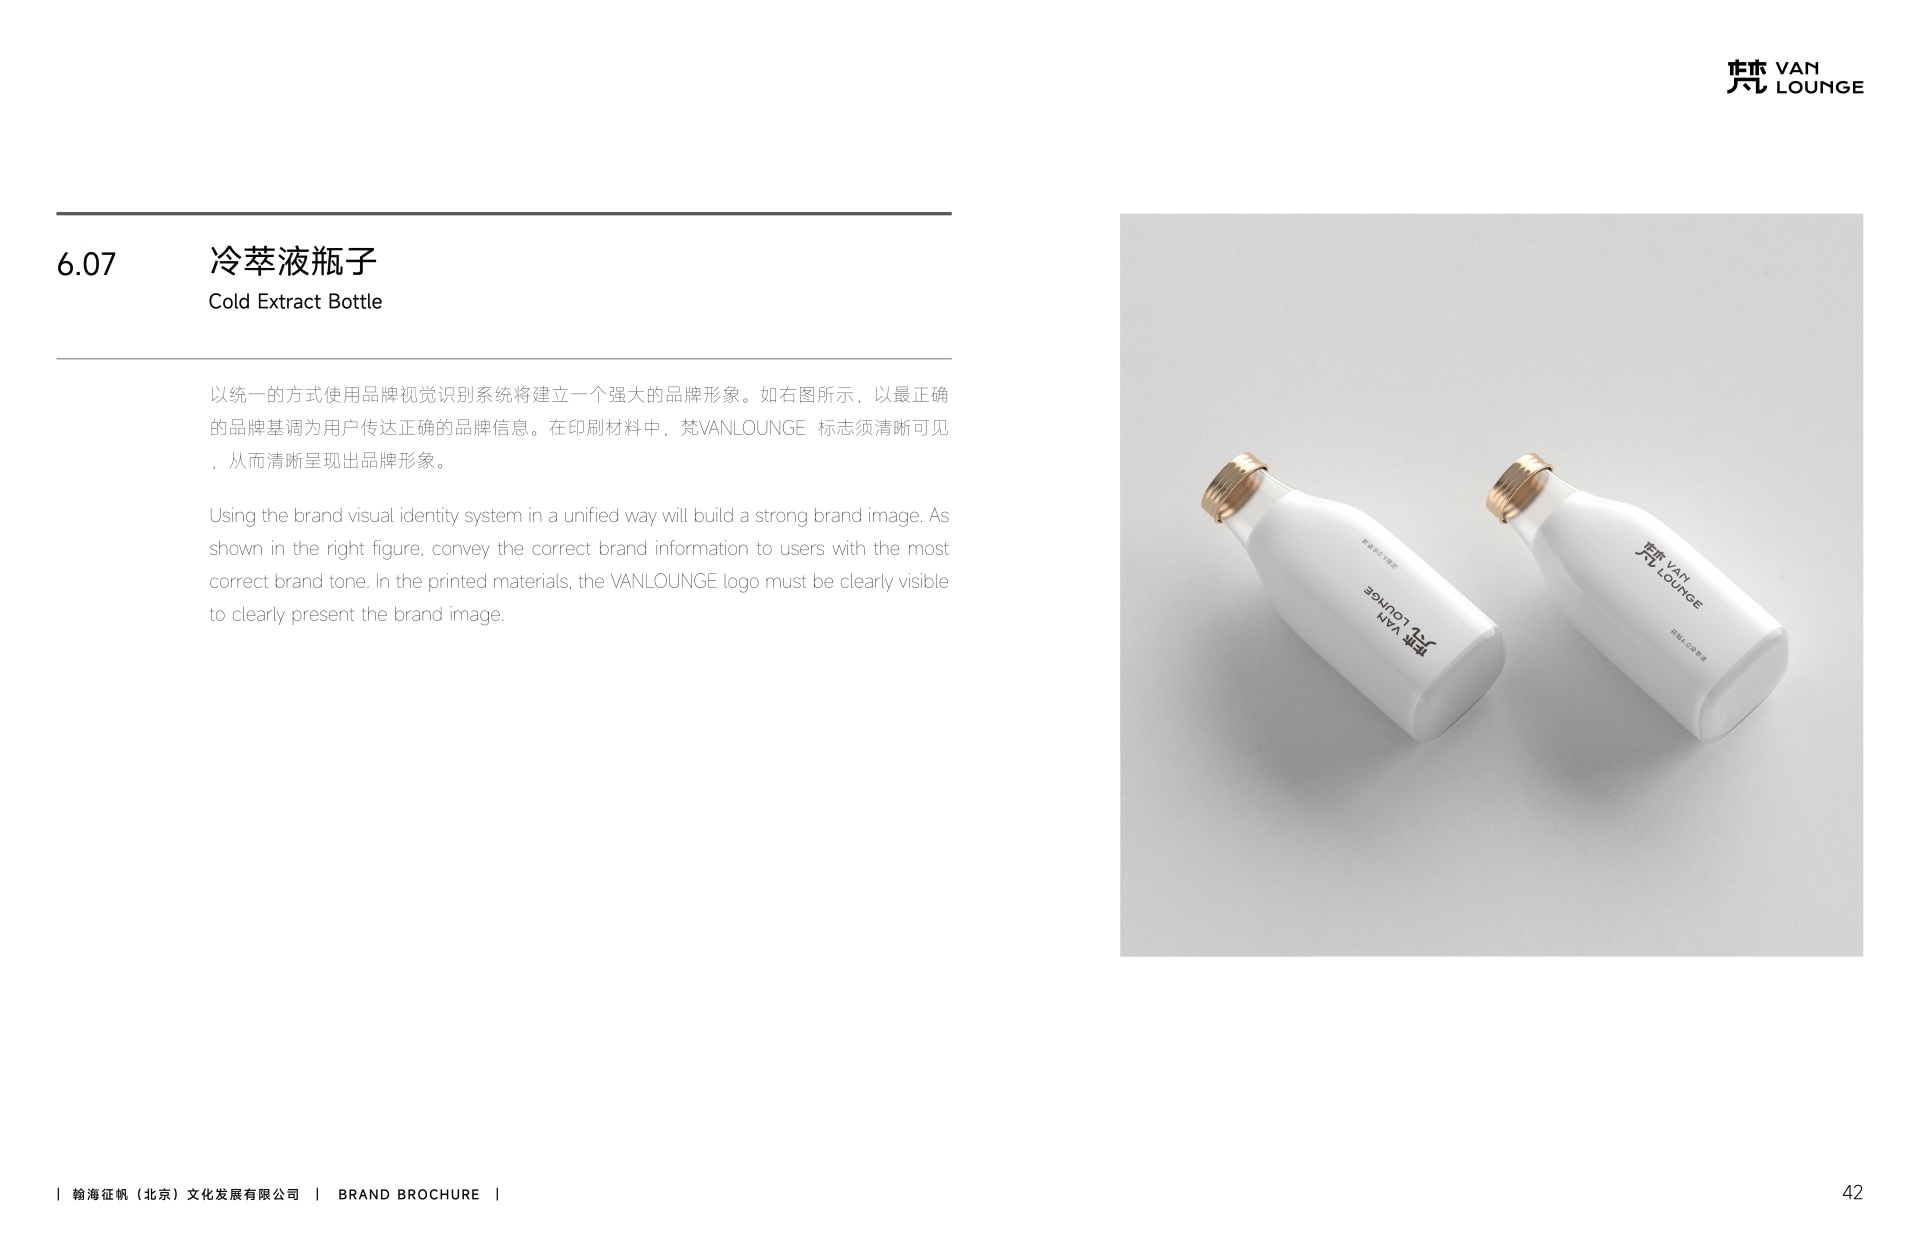 梵 VAN
LOUNGE
6.07
冷萃液瓶子
Cold Extract Bottle
以统一的方式使用品牌视觉识别系统将建立一个强大的品牌形象。如右图所示，以最正确
的品牌基调为用户传达正确的品牌信息。在印刷材料中，梵VANLOUNGE 标志须清晰可见
，从而清晰呈现出品牌形象。
Using the brand visual identity system in a unified way will build a strong brand image. As
shown in the right figure, convey the correct brand information to users with the most
correct brand tone. In the printed materials, the VANLOUNGE logo must be clearly visible
to clearly present the brand image.
梵 VAN
LOUNGE
梵 VAN
LOUNGE
| 翰海征帆（北京）文化发展有限公司 | BRAND BROCHURE |
42